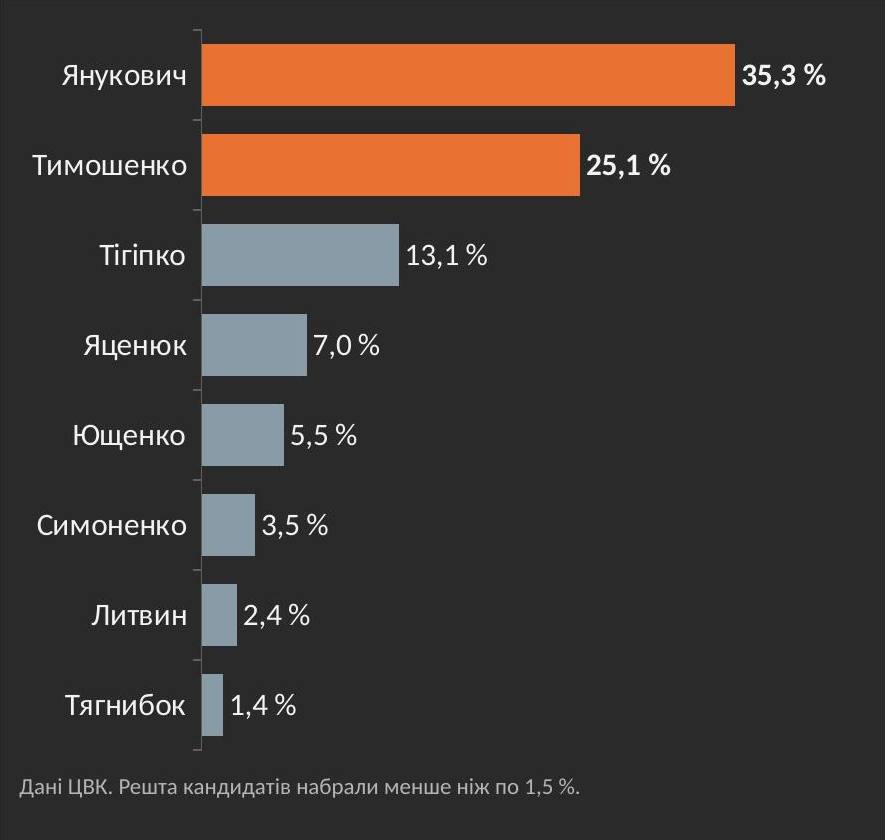 Янукович 35,3 %
Тимошенко 25,1 %
Тігіпко 13,1 %
Яценюк 7,0 %
Ющенко 5,5 %
Симоненко 3,5 %
Литвин 2,4 %
Тягнибок 1,4 %
Дані ЦВК. Решта кандидатів набрали менше ніж по 1,5 %.